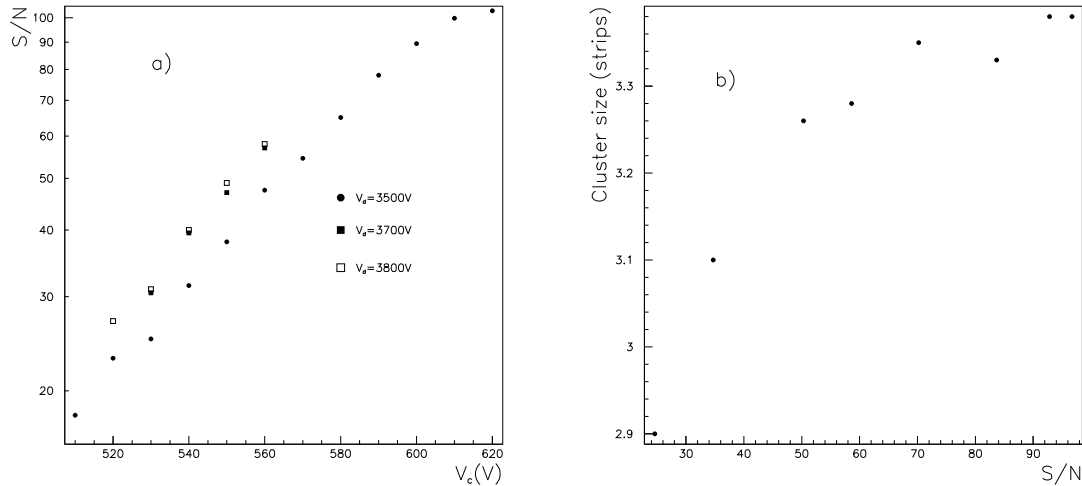 S/N
100
90
80
70
60
50
40
30
20
a)
V_d=3500V
V_d=3700V
V_d=3800V
520 540 560 580 600 620
V_c(V)
Cluster size (strips)
3.3
3.2
3.1
3
2.9
b)
30 40 50 60 70 80 90
S/N